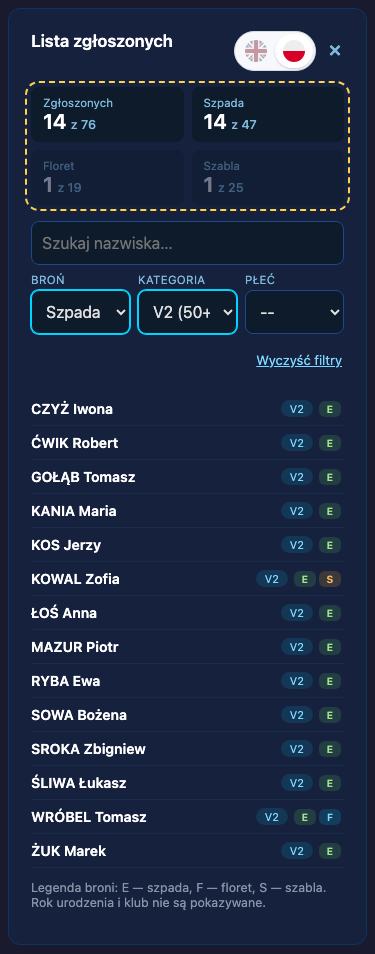 Lista zgłoszonych
×
Zgłoszonych
14 z 76
Szpada
14 z 47
Floret
1 z 19
Szabla
1 z 25
Szukaj nazwiska...
BROŃ
KATEGORIA
PŁEĆ
Szpada
V2 (50+
--
Wyczyść filtry
CZYŻ Iwona V2 E
ĆWIK Robert V2 E
GOŁĄB Tomasz V2 E
KANIA Maria V2 E
KOS Jerzy V2 E
KOWAL Zofia V2 E S
ŁOŚ Anna V2 E
MAZUR Piotr V2 E
RYBA Ewa V2 E
SOWA Bożena V2 E
SROKA Zbigniew V2 E
ŚLIWA Łukasz V2 E
WRÓBEL Tomasz V2 E F
ŻUK Marek V2 E
Legenda broni: E — szpada, F — floret, S — szabla.
Rok urodzenia i klub nie są pokazywane.